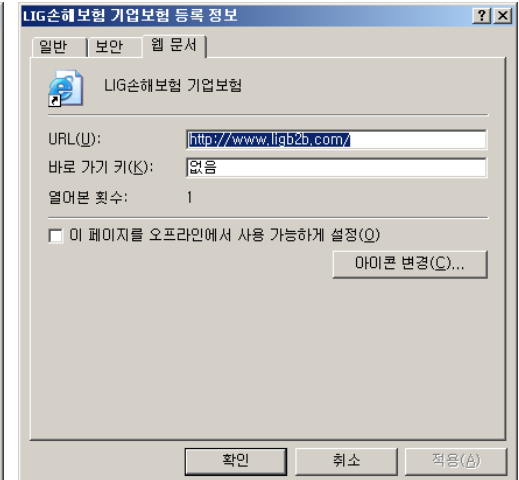 LIG손해보험 기업보험 등록 정보
일반 보안 웹 문서
LIG손해보험 기업보험
URL(U): http://www.ligb2b.com/
바로 가기 키(K): 없음
열어본 횟수: 1
이 페이지를 오프라인에서 사용 가능하게 설정(O)
아이콘 변경(C)...
확인 취소 적용(A)